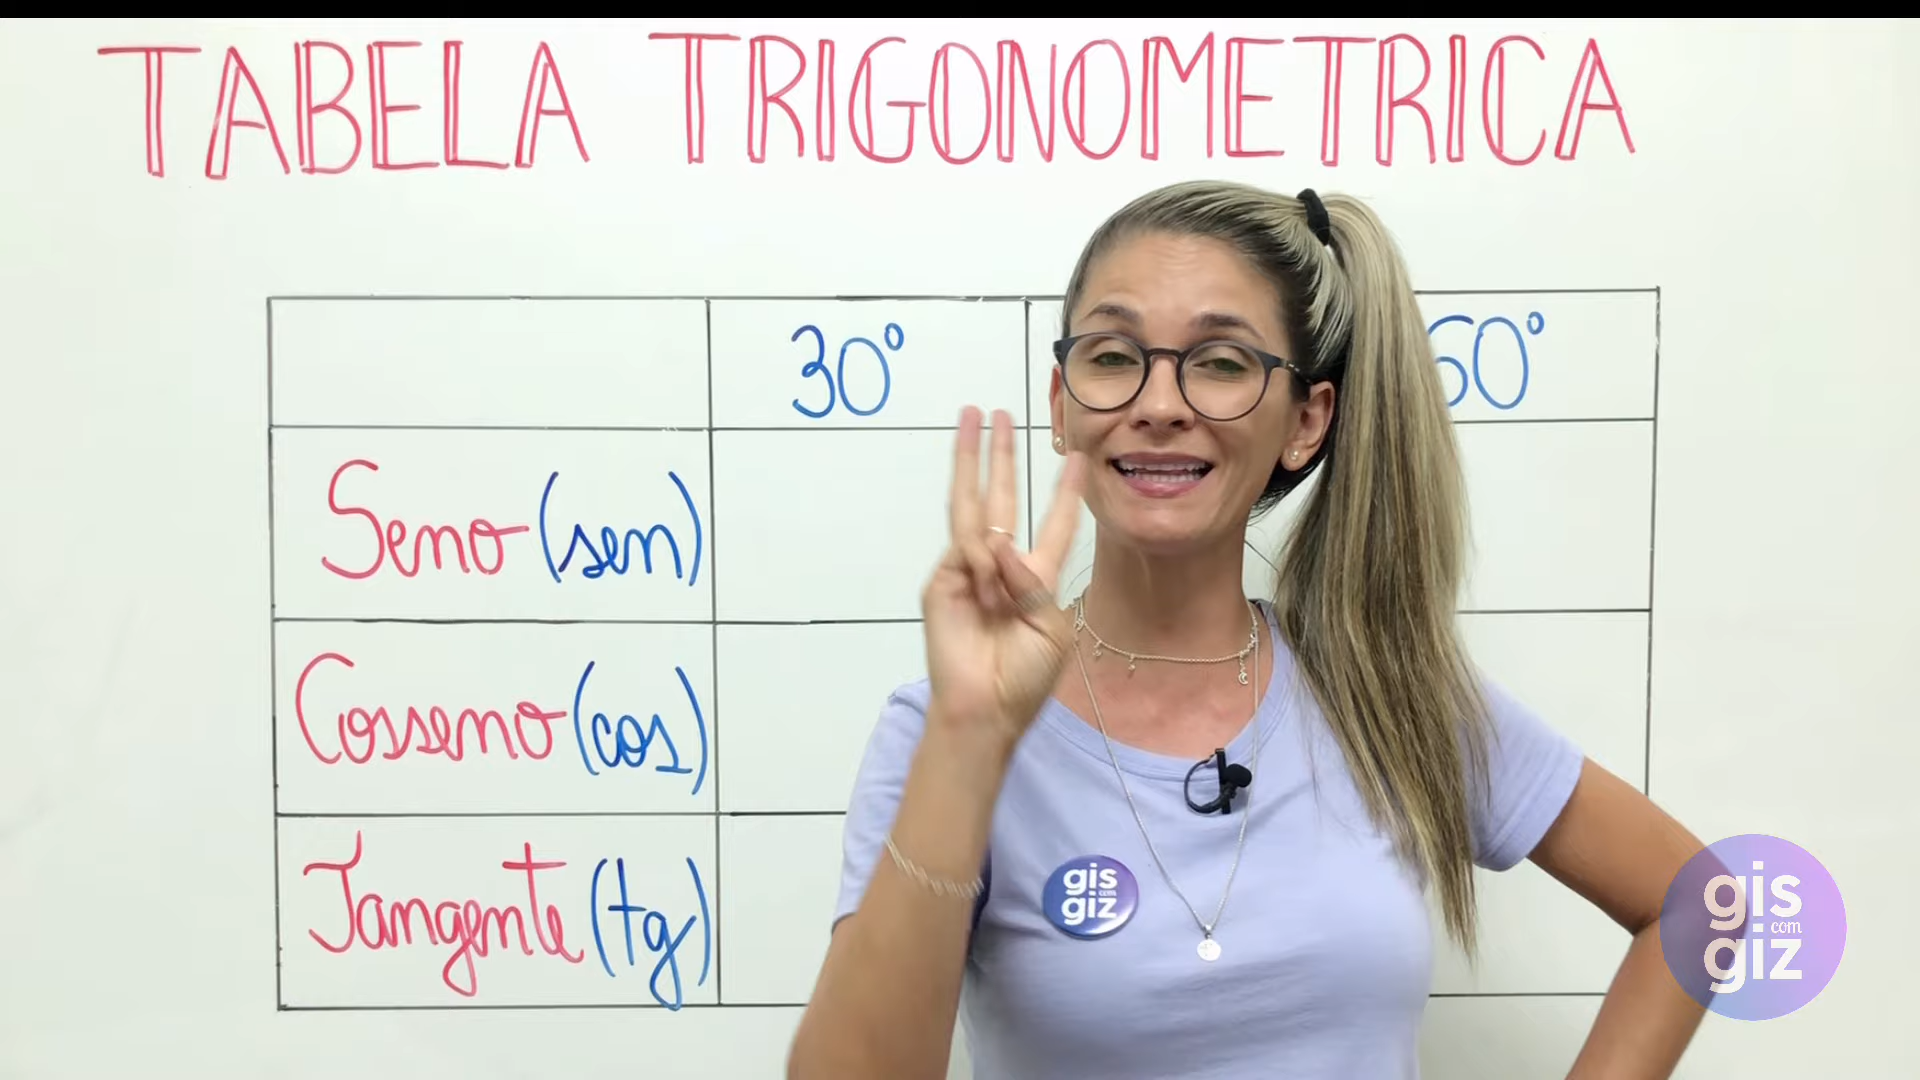 TABELA TRIGONOMETRICA
30° 60°
Seno (sen)
Cosseno (cos)
Tangente (tg)
gis
com
giz
gis
com
giz